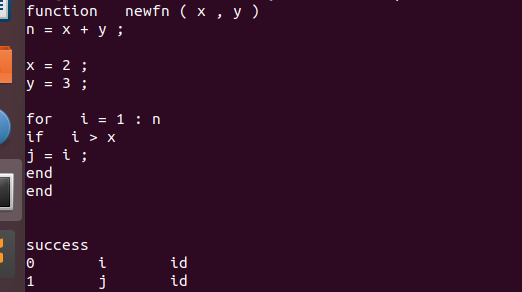 function newfn ( x , y )
n = x + y ;
x = 2 ;
y = 3 ;
for i = 1 : n
if i > x
j = i ;
end
end
success
0 i id
1 j id